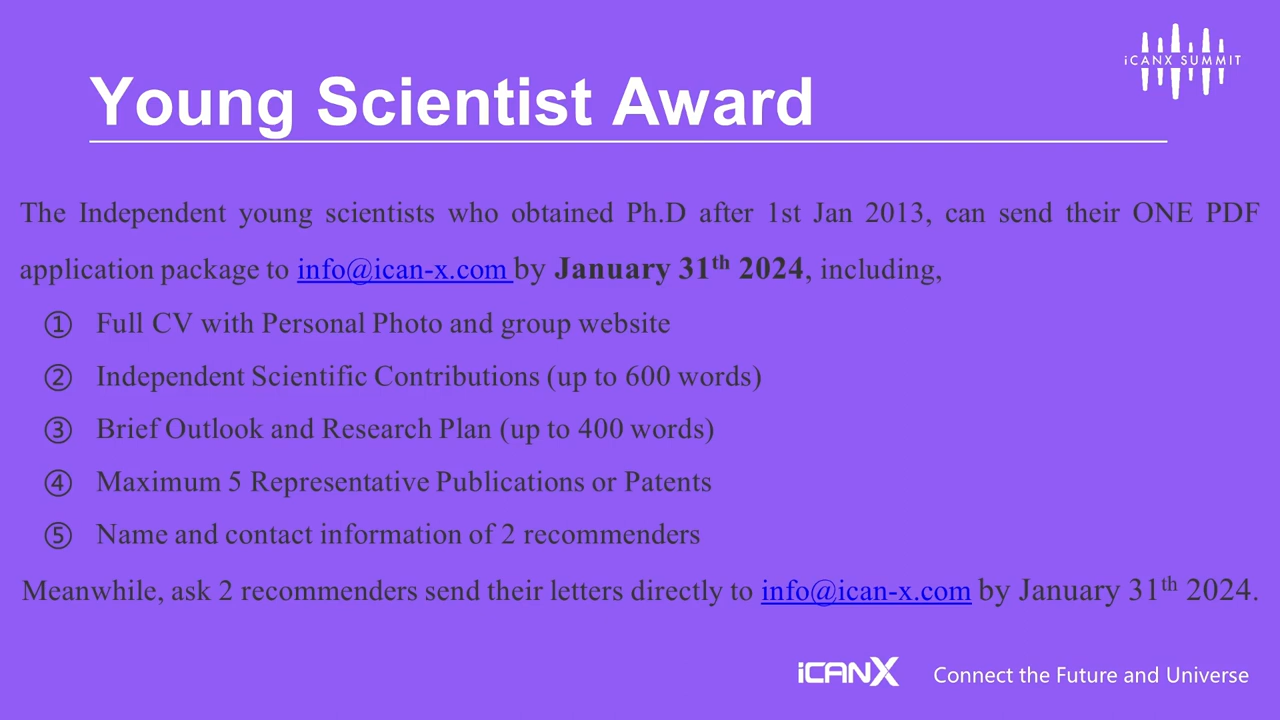 iCANX SUMMIT
Young Scientist Award
The Independent young scientists who obtained Ph.D after 1st Jan 2013, can send their ONE PDF
application package to info@ican-x.com by January 31th 2024, including,
① Full CV with Personal Photo and group website
② Independent Scientific Contributions (up to 600 words)
③ Brief Outlook and Research Plan (up to 400 words)
④ Maximum 5 Representative Publications or Patents
⑤ Name and contact information of 2 recommenders
Meanwhile, ask 2 recommenders send their letters directly to info@ican-x.com by January 31th 2024.
iCANX Connect the Future and Universe